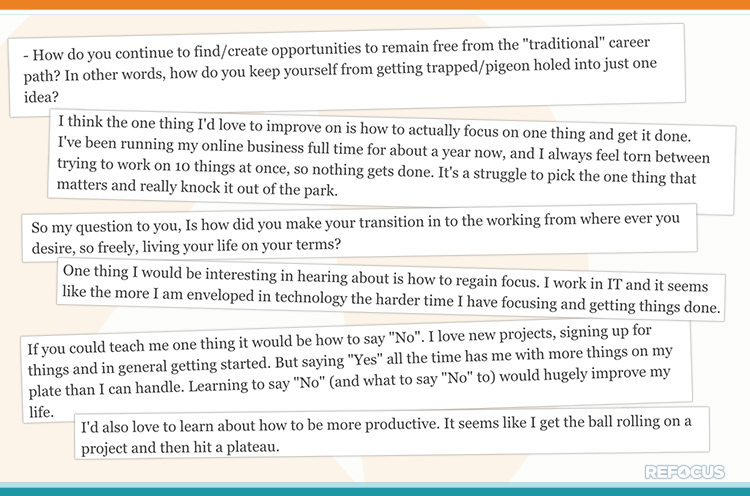 - How do you continue to find/create opportunities to remain free from the "traditional" career
path? In other words, how do you keep yourself from getting trapped/pigeon holed into just one
idea?
I think the one thing I'd love to improve on is how to actually focus on one thing and get it done.
I've been running my online business full time for about a year now, and I always feel torn between
trying to work on 10 things at once, so nothing gets done. It's a struggle to pick the one thing that
matters and really knock it out of the park.
So my question to you, Is how did you make your transition in to the working from where ever you
desire, so freely, living your life on your terms?
One thing I would be interesting in hearing about is how to regain focus. I work in IT and it seems
like the more I am enveloped in technology the harder time I have focusing and getting things done.
If you could teach me one thing it would be how to say "No". I love new projects, signing up for
things and in general getting started. But saying "Yes" all the time has me with more things on my
plate than I can handle. Learning to say "No" (and what to say "No" to) would hugely improve my
life.
I'd also love to learn about how to be more productive. It seems like I get the ball rolling on a
project and then hit a plateau.
REFOCUS